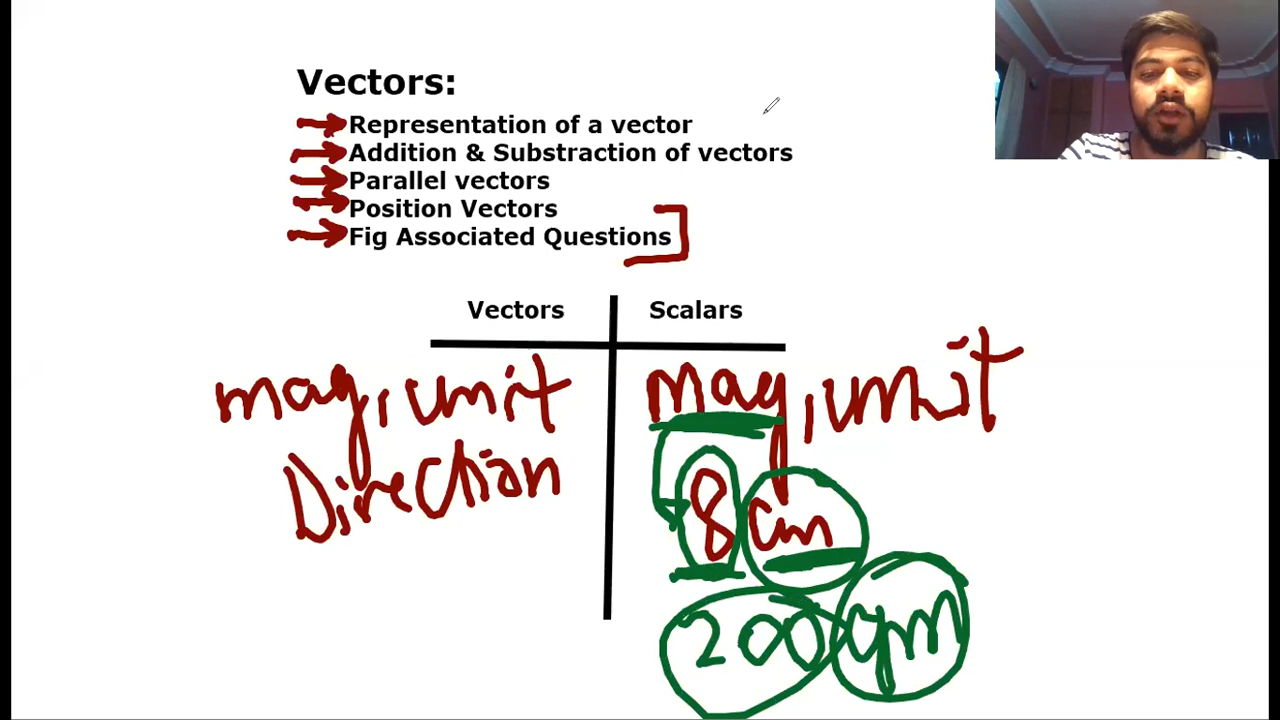 Vectors:
Representation of a vector
Addition & Substraction of vectors
Parallel vectors
Position Vectors
Fig Associated Questions
Vectors Scalars
mag, unit mag, unit
Direction
8 cm
200 gm